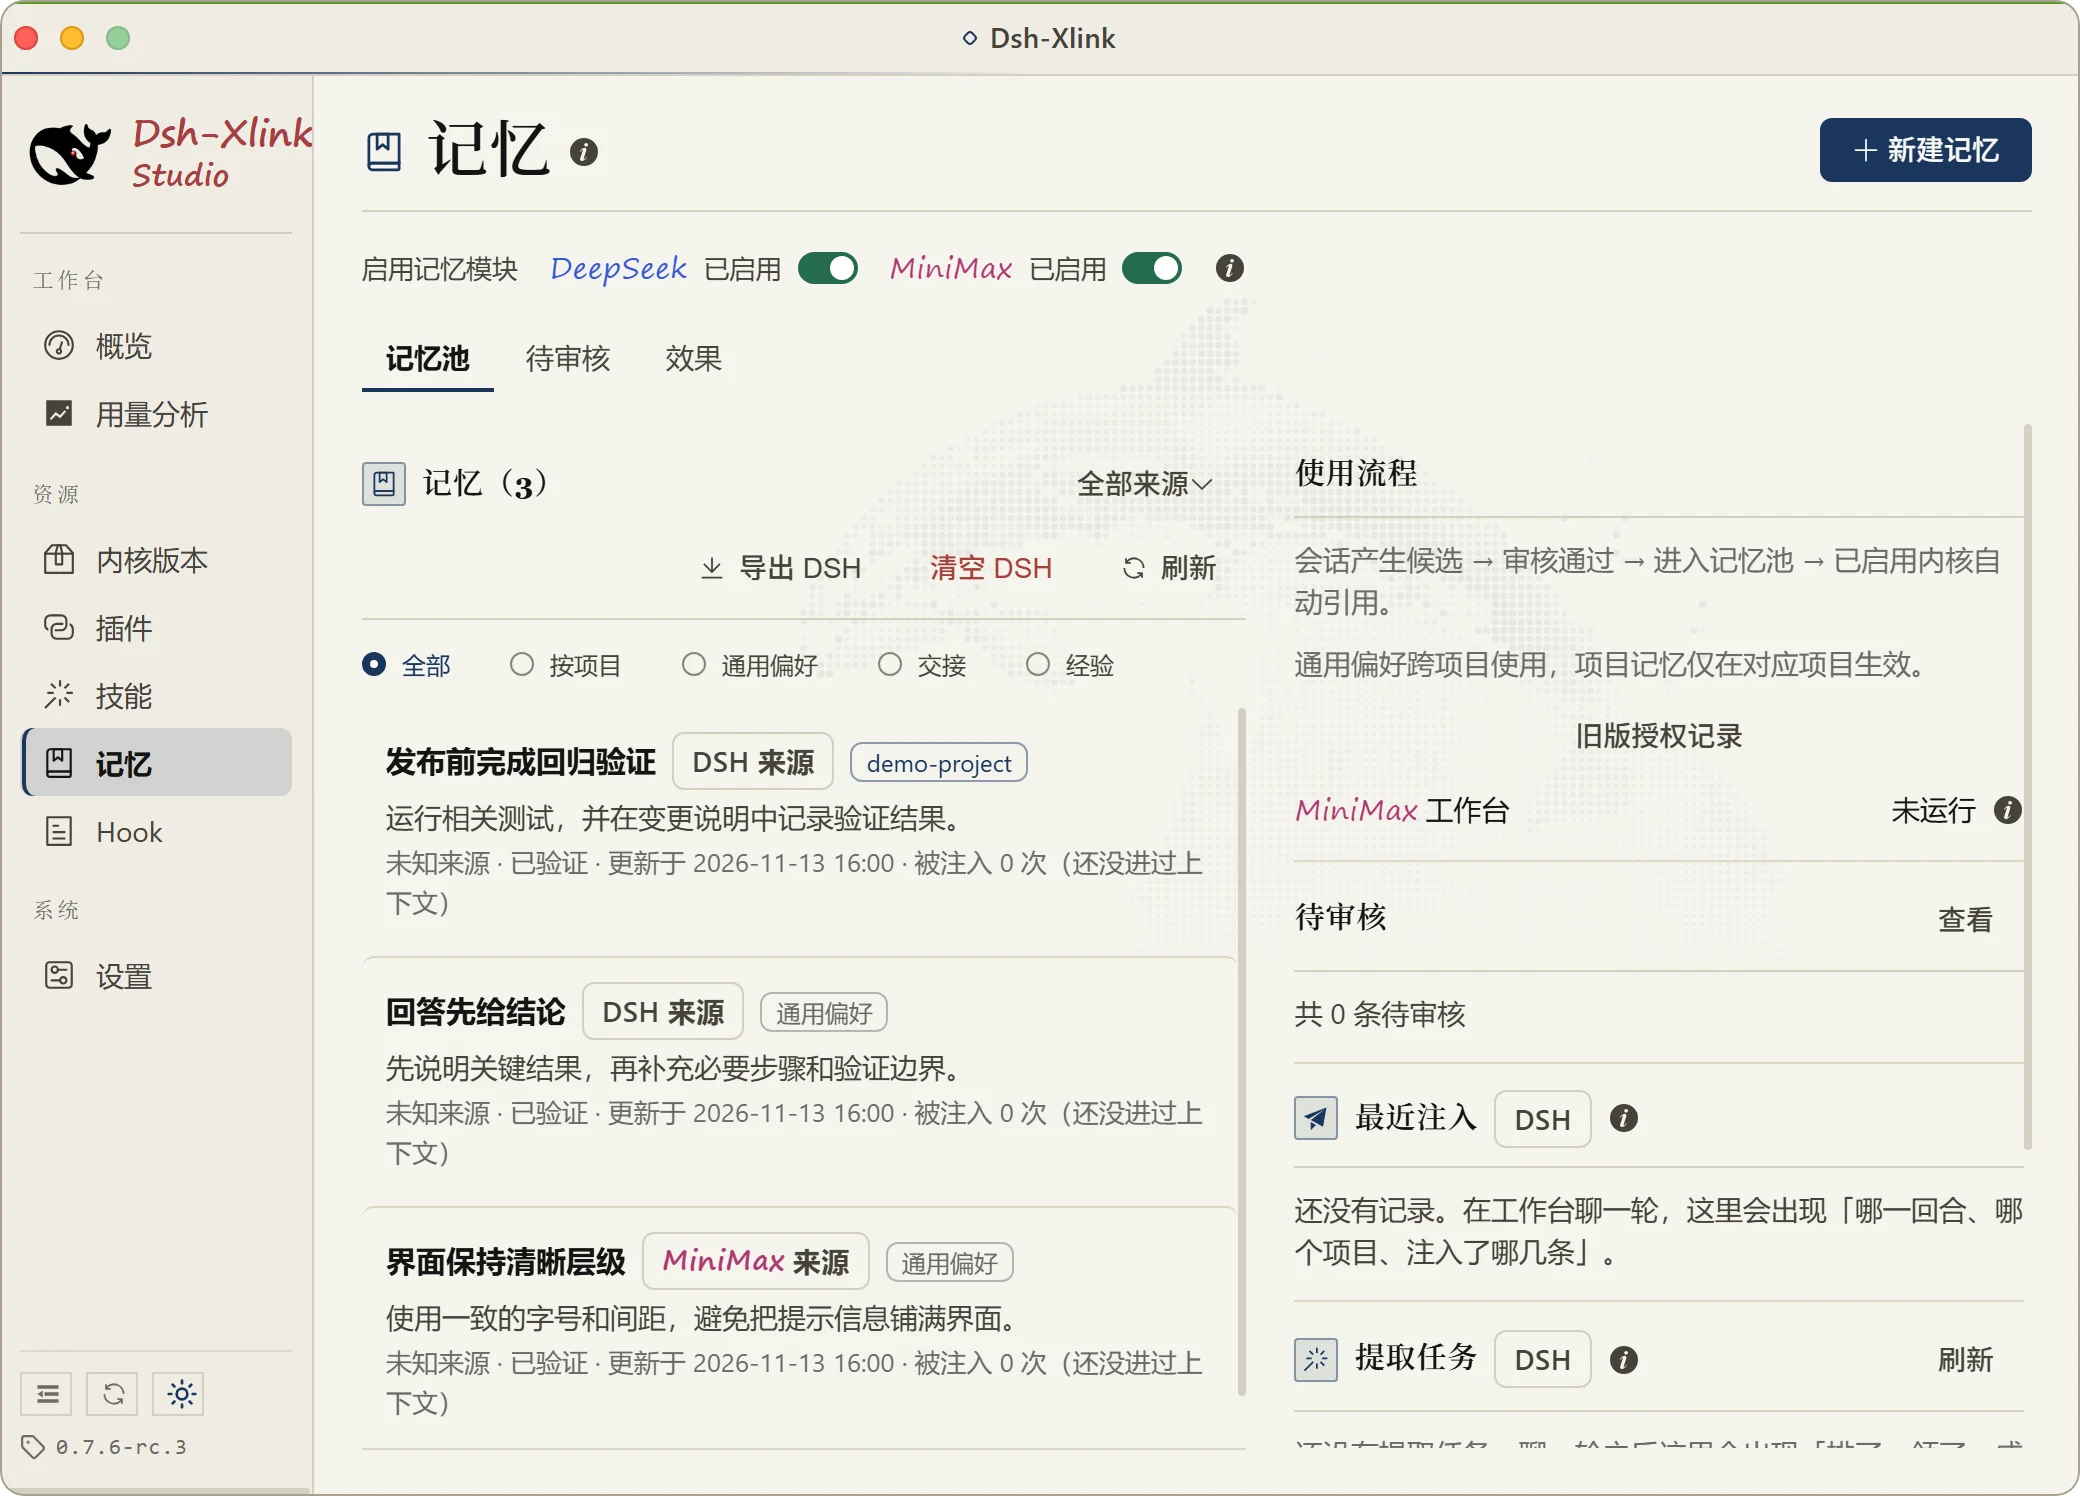 Dsh-Xlink
Dsh-Xlink
Studio
工作台
概览
用量分析
资源
内核版本
插件
技能
记忆
Hook
系统
设置
0.7.6-rc.3
记忆
新建记忆
启用记忆模块 DeepSeek 已启用 MiniMax 已启用
记忆池 待审核 效果
记忆（3）
全部来源
导出 DSH 清空 DSH 刷新
全部 按项目 通用偏好 交接 经验
发布前完成回归验证 DSH 来源 demo-project
运行相关测试，并在变更说明中记录验证结果。
未知来源 · 已验证 · 更新于 2026-11-13 16:00 · 被注入 0 次（还没进过上
下文）
回答先给结论 DSH 来源 通用偏好
先说明关键结果，再补充必要步骤和验证边界。
未知来源 · 已验证 · 更新于 2026-11-13 16:00 · 被注入 0 次（还没进过上
下文）
界面保持清晰层级 MiniMax 来源 通用偏好
使用一致的字号和间距，避免把提示信息铺满界面。
未知来源 · 已验证 · 更新于 2026-11-13 16:00 · 被注入 0 次（还没进过上
下文）
使用流程
会话产生候选 → 审核通过 → 进入记忆池 → 已启用内核自
动引用。
通用偏好跨项目使用，项目记忆仅在对应项目生效。
旧版授权记录
MiniMax 工作台 未运行
待审核 查看
共 0 条待审核
最近注入 DSH
还没有记录。在工作台聊一轮，这里会出现「哪一回合、哪
个项目、注入了哪几条」。
提取任务 DSH 刷新